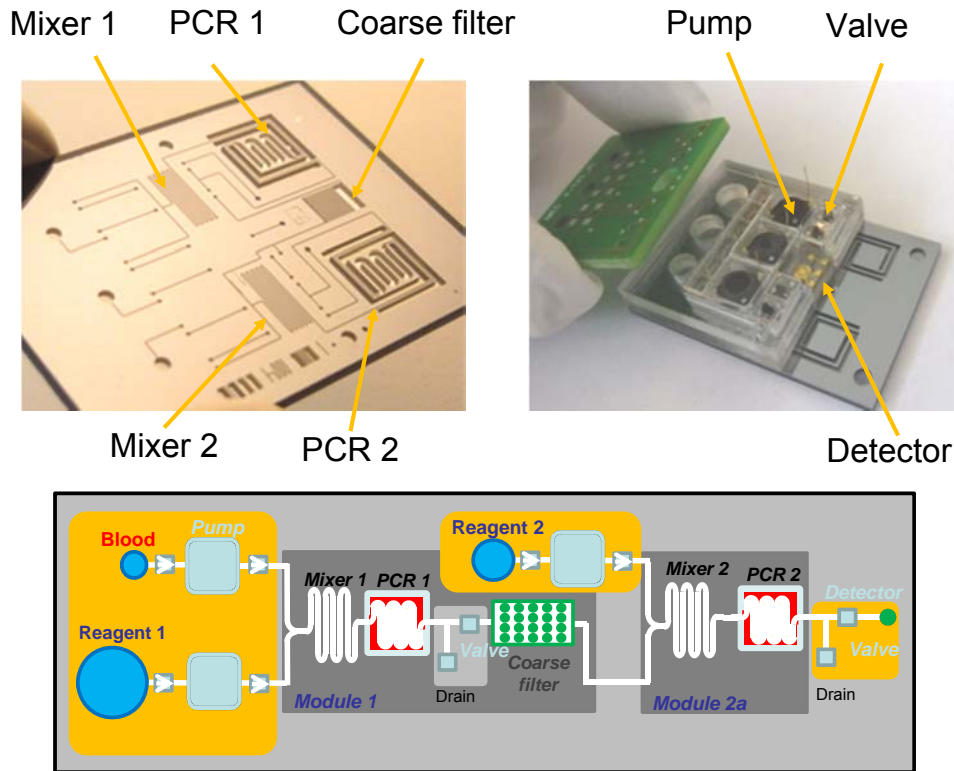 Mixer 1
PCR 1
Coarse filter
Pump
Valve
Mixer 2
PCR 2
Detector
Blood
Pump
Reagent 2
Mixer 1
PCR 1
Mixer 2
PCR 2
Detector
Reagent 1
Valve
Coarse
filter
Valve
Module 1
Drain
Module 2a
Drain